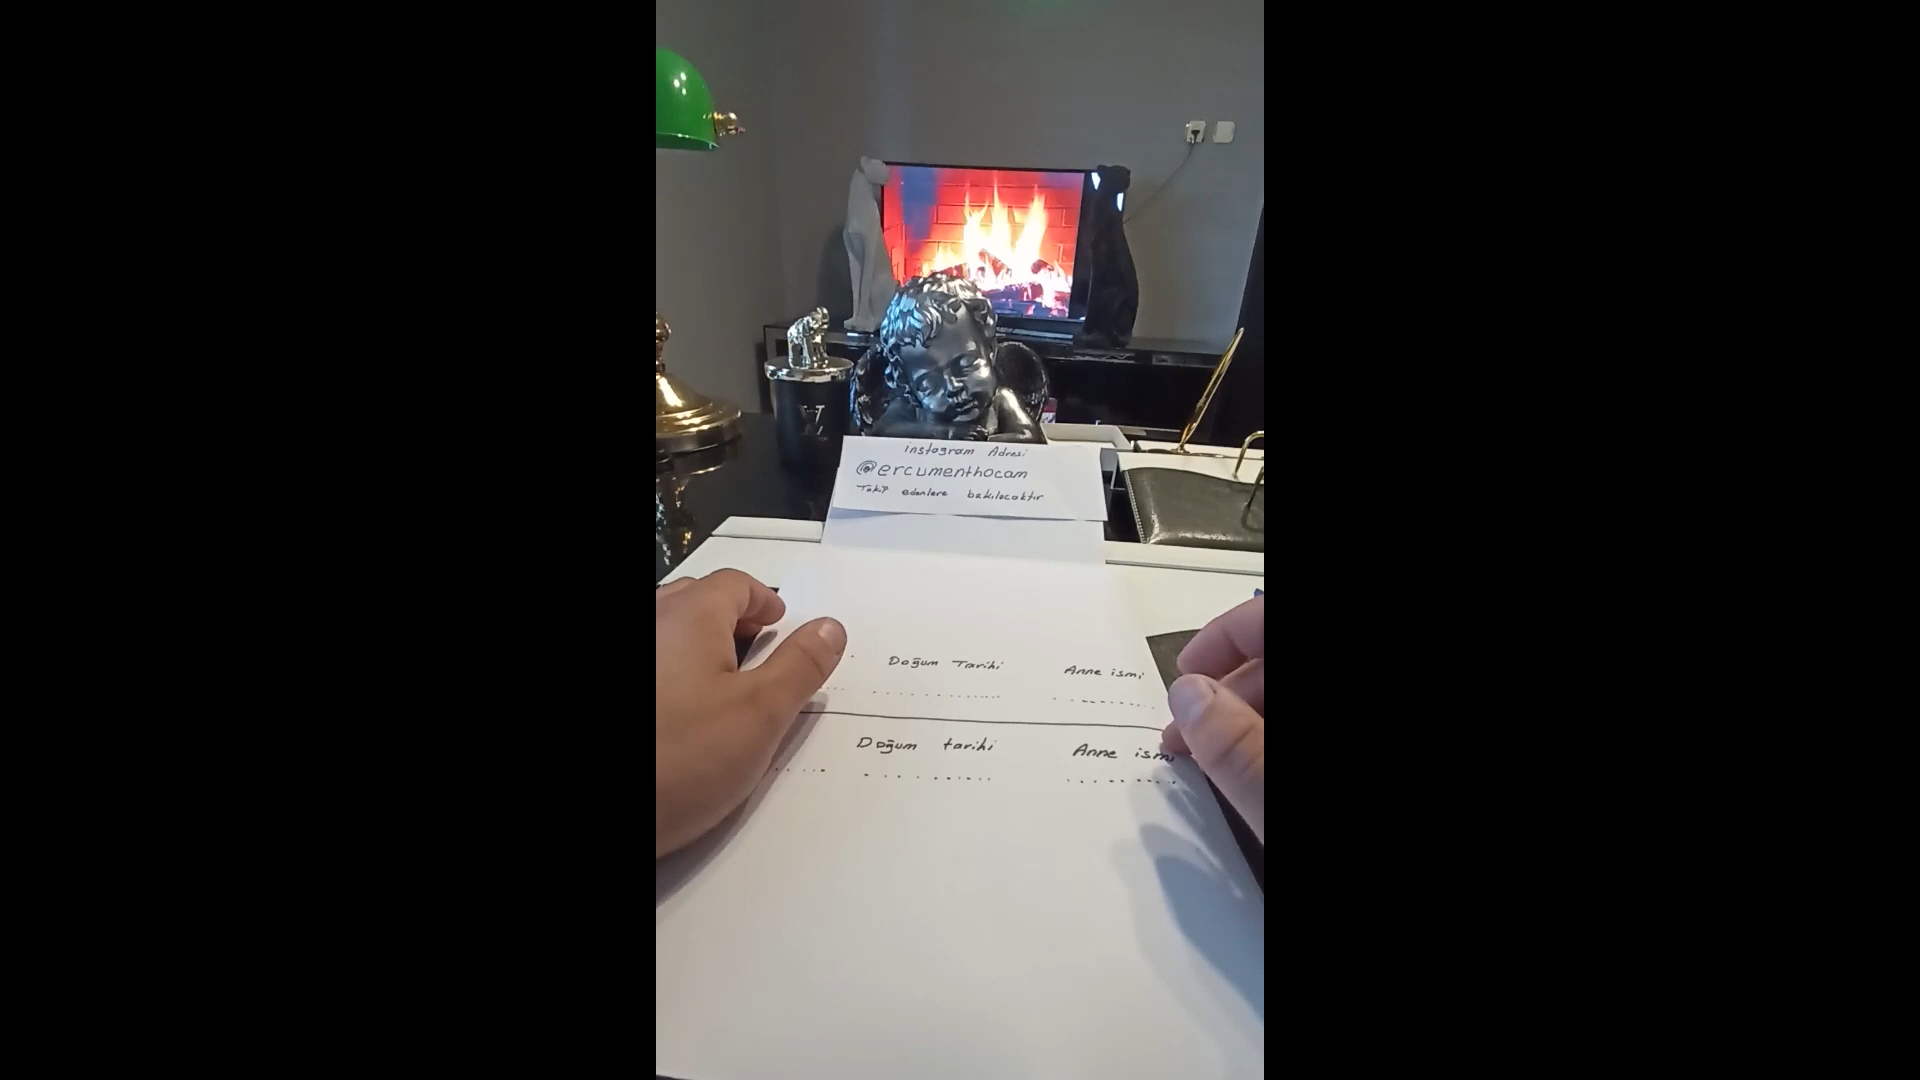 instagram Adresi
@ercumenthocam
Takip edenlere bakılacaktır
Doğum Tarihi Anne ismi
Doğum tarihi Anne ismi